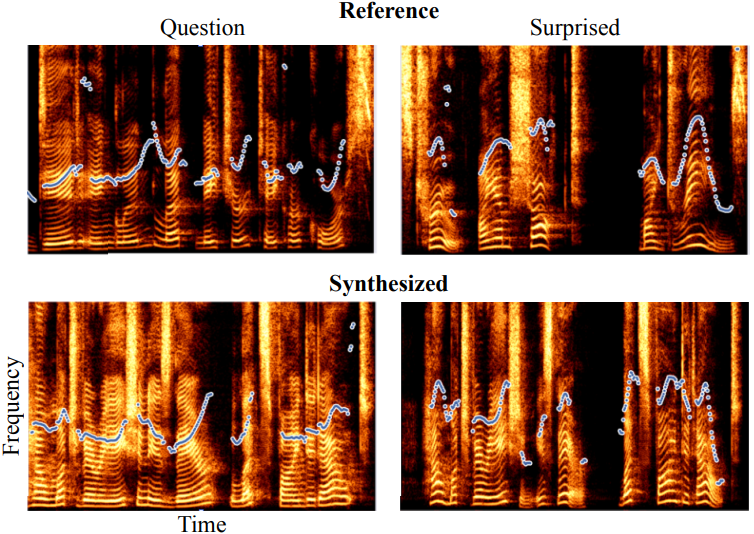 Reference
Question
Surprised
Synthesized
Frequency
Time